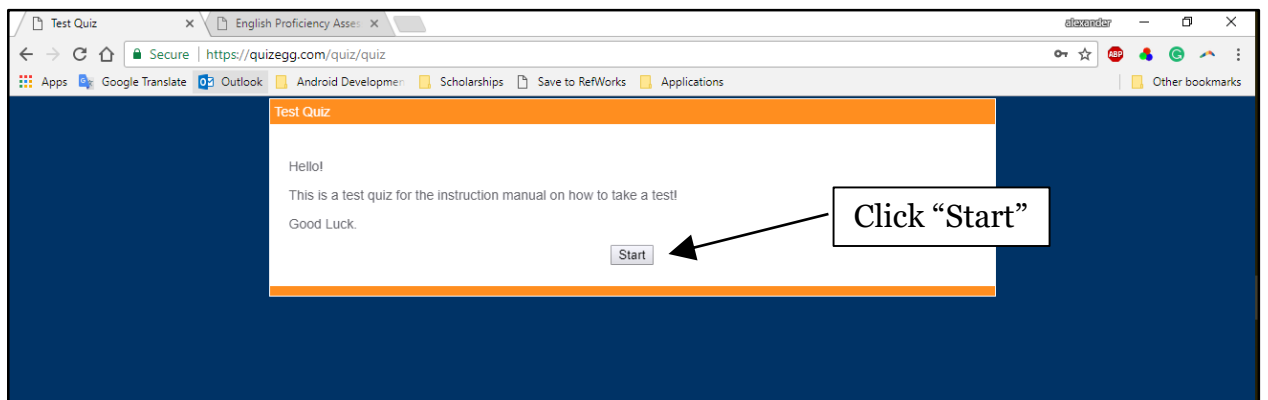 Test Quiz
English Proficiency Asses
alexander
Secure
https://quizegg.com/quiz/quiz
ABP
G
Apps
Google Translate
Outlook
Android Developmen
Scholarships
Save to RefWorks
Applications
Other bookmarks
Test Quiz
Hello!
This is a test quiz for the instruction manual on how to take a test!
Good Luck.
Click “Start”
Start